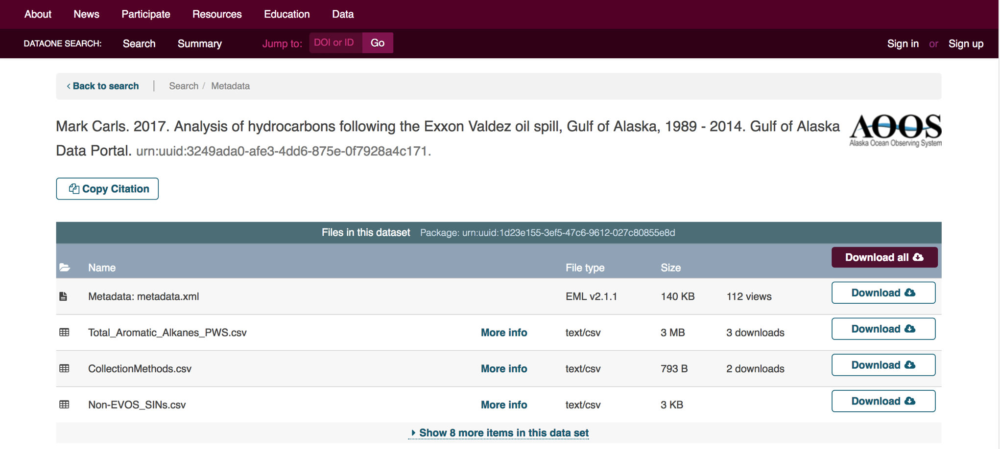 About News Participate Resources Education Data
DATAONE SEARCH: Search Summary Jump to: DOI or ID Go Sign in or Sign up
Back to search Search / Metadata
Mark Carls. 2017. Analysis of hydrocarbons following the Exxon Valdez oil spill, Gulf of Alaska, 1989 - 2014. Gulf of Alaska
Data Portal. urn:uuid:3249ada0-afe3-4dd6-875e-0f7928a4c171.
AOOS
Alaska Ocean Observing System
Copy Citation
Files in this dataset Package: urn:uuid:1d23e155-3ef5-47c6-9612-027c80855e8d
Name File type Size Download all
Metadata: metadata.xml EML v2.1.1 140 KB 112 views Download
Total_Aromatic_Alkanes_PWS.csv More info text/csv 3 MB 3 downloads Download
CollectionMethods.csv More info text/csv 793 B 2 downloads Download
Non-EVOS_SINs.csv More info text/csv 3 KB Download
Show 8 more items in this data set